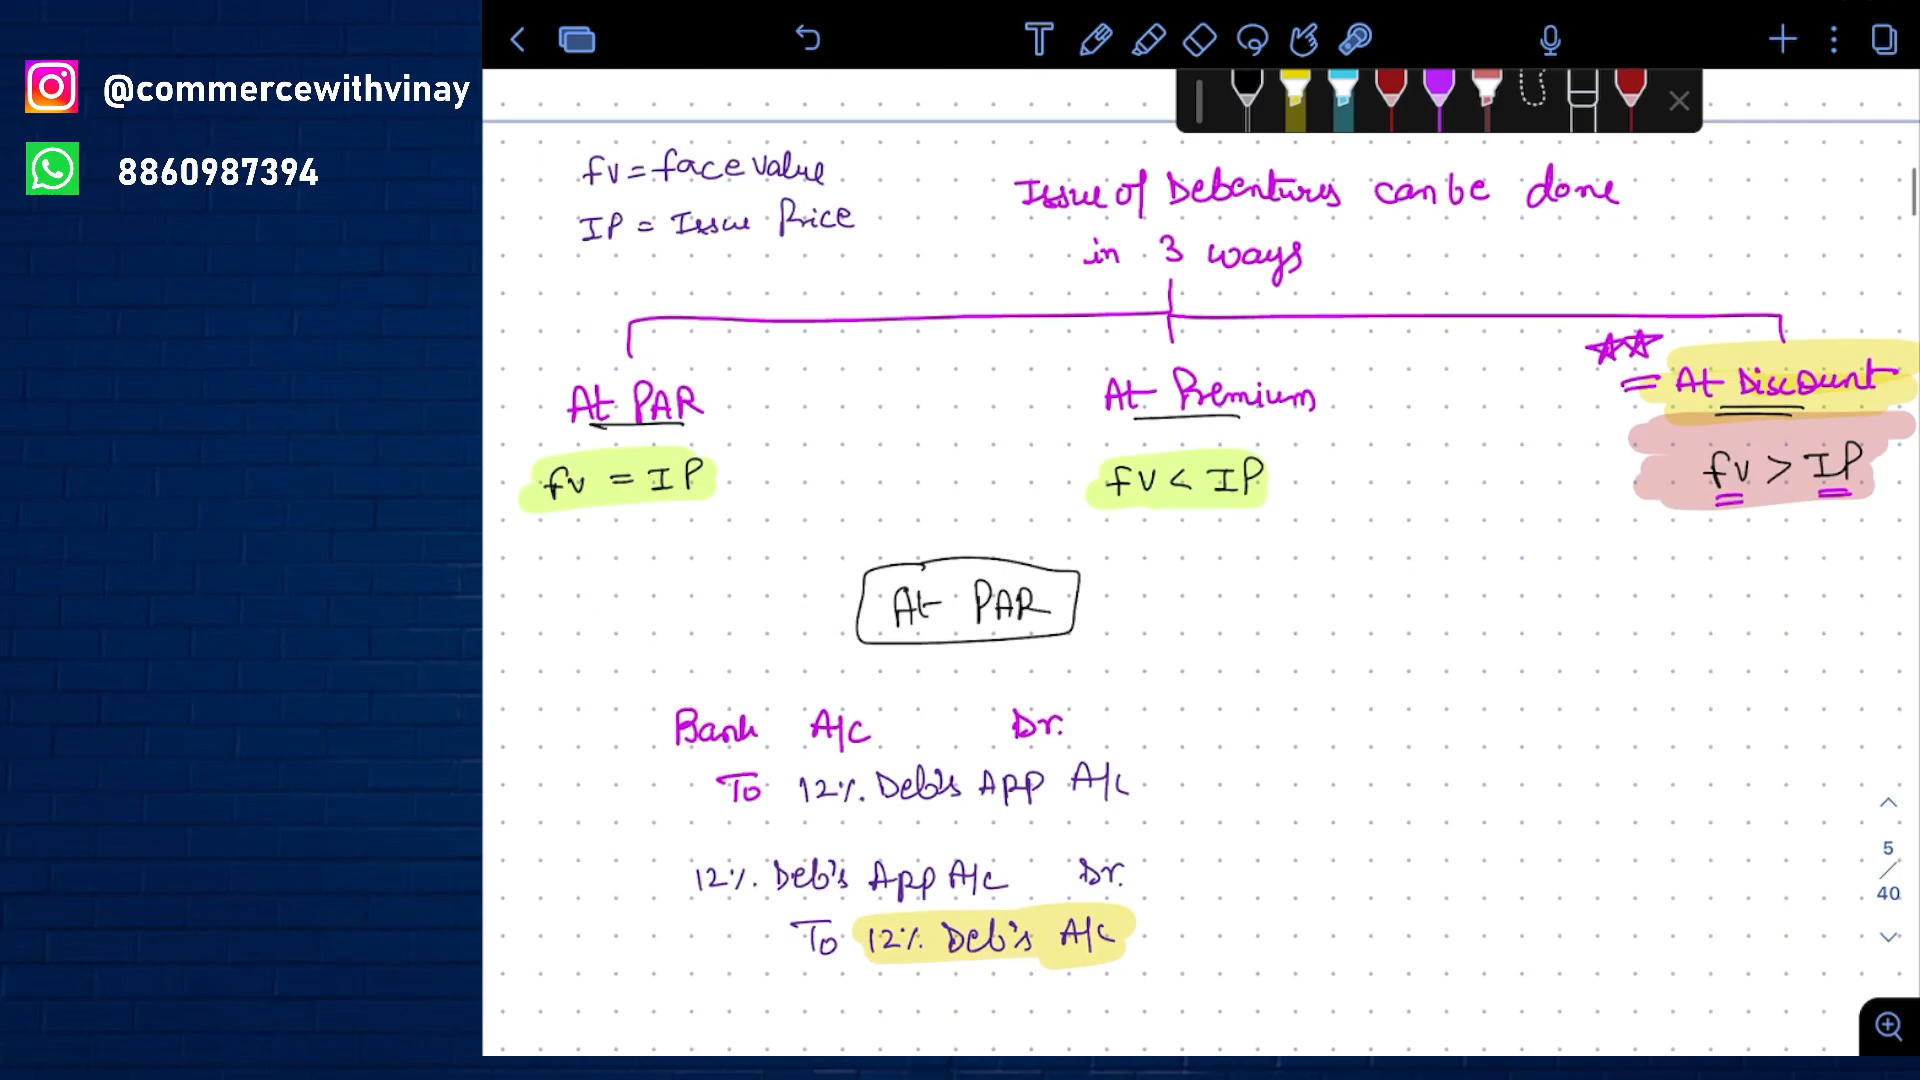 @commercewithvinay
8860987394
fv = face value
IP = Issue Price
Issue of Debentures can be done
in 3 ways
At PAR
At Premium
= At Discount
fv = IP
fv < IP
fv > IP
At PAR
Bank A/c Dr.
To 12% Deb's App A/c
12% Deb's App A/c Dr.
To 12% Deb's A/c
5
/
40